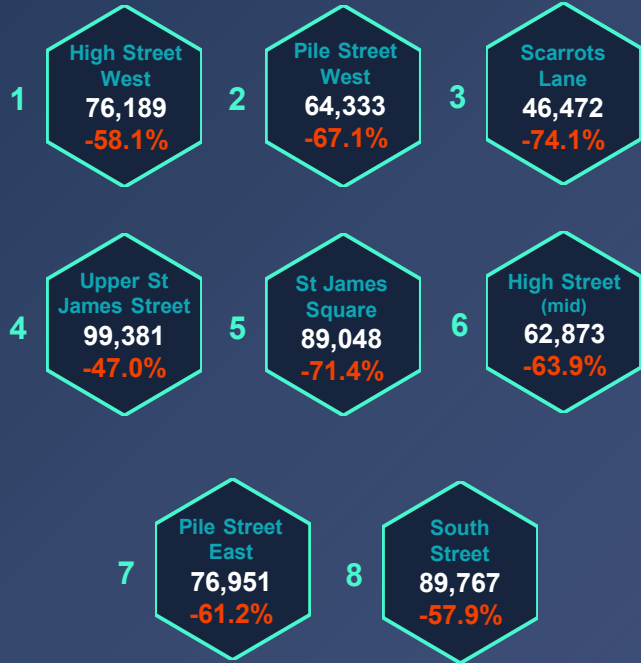 1
High Street
West
76,189
-58.1%
2
Pile Street
West
64,333
-67.1%
3
Scarrots
Lane
46,472
-74.1%
4
Upper St
James Street
99,381
-47.0%
5
St James
Square
89,048
-71.4%
6
High Street
(mid)
62,873
-63.9%
7
Pile Street
East
76,951
-61.2%
8
South
Street
89,767
-57.9%